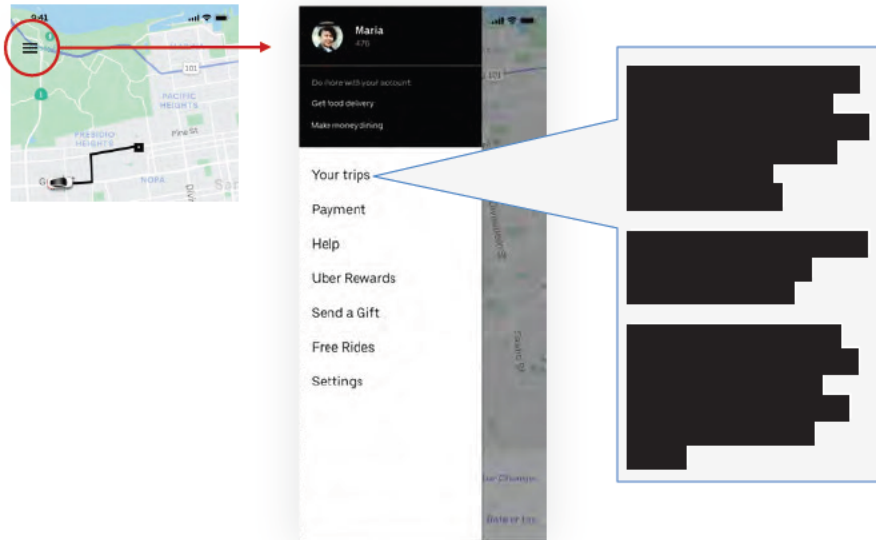 9:41
101
PACIFIC
HEIGHTS
PRESIDIO
HEIGHTS
Pine St
NOPA
Maria
Do more with your account
Get food delivery
Make money driving
101
Your trips
Payment
Help
Uber Rewards
Send a Gift
Free Rides
Settings